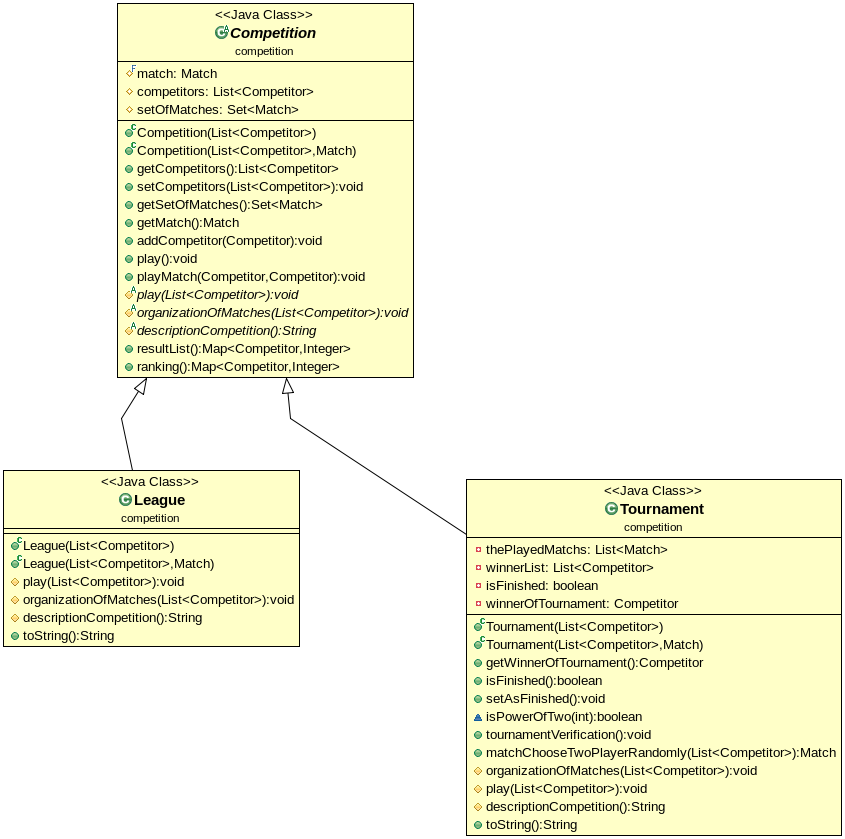 <<Java Class>>
Competition
competition
match: Match
competitors: List<Competitor>
setOfMatches: Set<Match>
Competition(List<Competitor>)
Competition(List<Competitor>,Match)
getCompetitors():List<Competitor>
setCompetitors(List<Competitor>):void
getSetOfMatches():Set<Match>
getMatch():Match
addCompetitor(Competitor):void
play():void
playMatch(Competitor,Competitor):void
play(List<Competitor>):void
organizationOfMatches(List<Competitor>):void
descriptionCompetition():String
resultList():Map<Competitor,Integer>
ranking():Map<Competitor,Integer>
<<Java Class>>
League
competition
League(List<Competitor>)
League(List<Competitor>,Match)
play(List<Competitor>):void
organizationOfMatches(List<Competitor>):void
descriptionCompetition():String
toString():String
<<Java Class>>
Tournament
competition
thePlayedMatchs: List<Match>
winnerList: List<Competitor>
isFinished: boolean
winnerOfTournament: Competitor
Tournament(List<Competitor>)
Tournament(List<Competitor>,Match)
getWinnerOfTournament():Competitor
isFinished():boolean
setAsFinished():void
isPowerOfTwo(int):boolean
tournamentVerification():void
matchChooseTwoPlayerRandomly(List<Competitor>):Match
organizationOfMatches(List<Competitor>):void
play(List<Competitor>):void
descriptionCompetition():String
toString():String